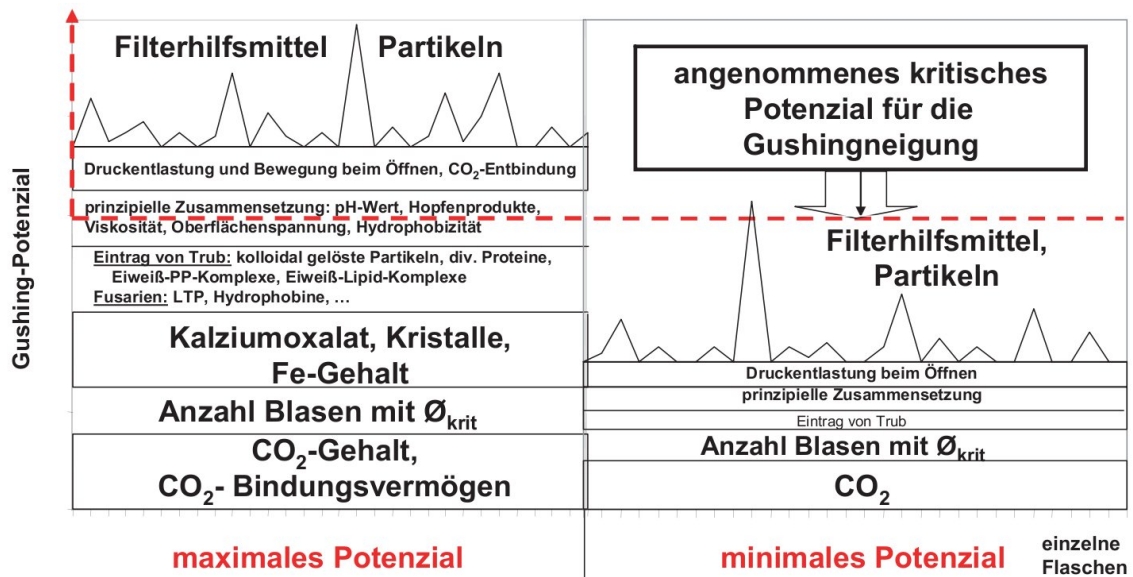 Gushing-Potenzial
Filterhilfsmittel Partikeln
Druckentlastung und Bewegung beim Öffnen, CO₂-Entbindung
prinzipielle Zusammensetzung: pH-Wert, Hopfenprodukte,
Viskosität, Oberflächenspannung, Hydrophobizität
Eintrag von Trub: kolloidal gelöste Partikeln, div. Proteine,
Eiweiß-PP-Komplexe, Eiweiß-Lipid-Komplexe
Fusarien: LTP, Hydrophobine, ...
Kalziumoxalat, Kristalle,
Fe-Gehalt
Anzahl Blasen mit Økrit
CO₂-Gehalt,
CO₂- Bindungsvermögen
maximales Potenzial
angenommenes kritisches
Potenzial für die
Gushingneigung
Filterhilfsmittel,
Partikeln
Druckentlastung beim Öffnen
prinzipielle Zusammensetzung
Eintrag von Trub
Anzahl Blasen mit Økrit
CO₂
minimales Potenzial
einzelne
Flaschen